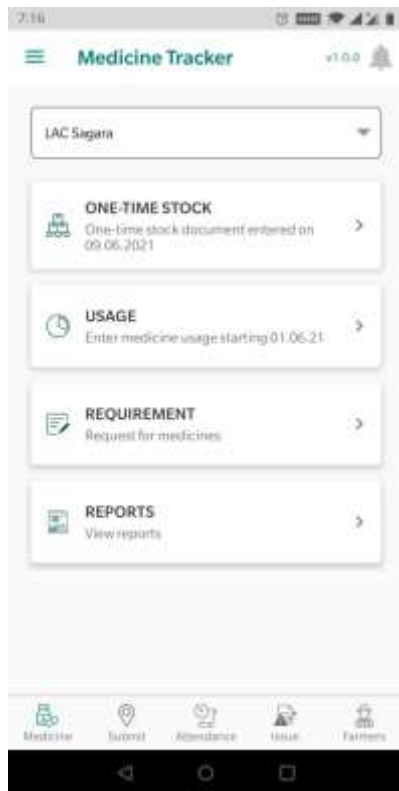 7:16
Medicine Tracker
v1.0.0
LAC Sagara
ONE-TIME STOCK
One-time stock document entered on
09.06.2021
USAGE
Enter medicine usage starting 01.06.21
REQUIREMENT
Request for medicines
REPORTS
View reports
Medicine Submit Attendance Issue Farmers